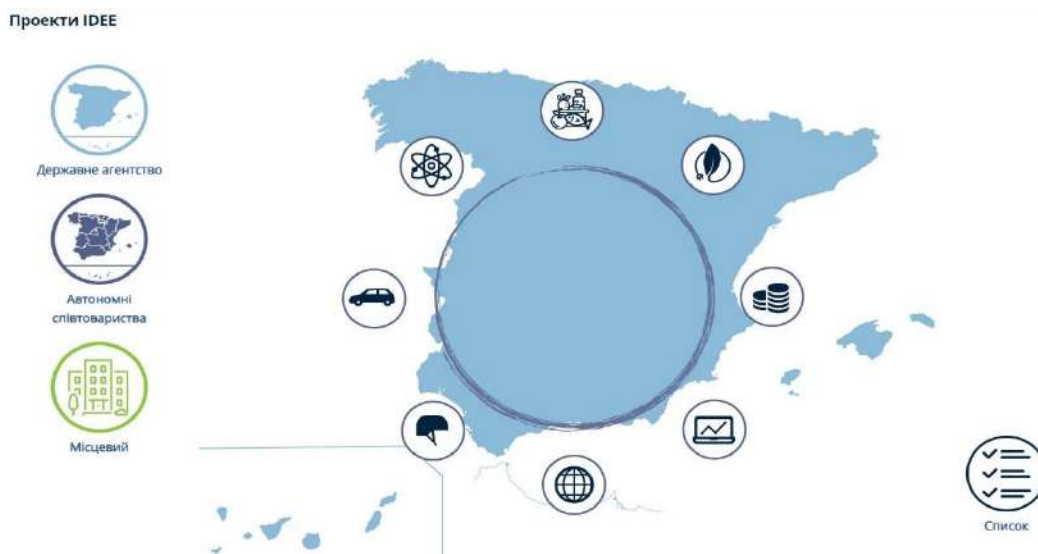 Проекти IDEE
Державне агентство
Автономні
співтовариства
Місцевий
Список